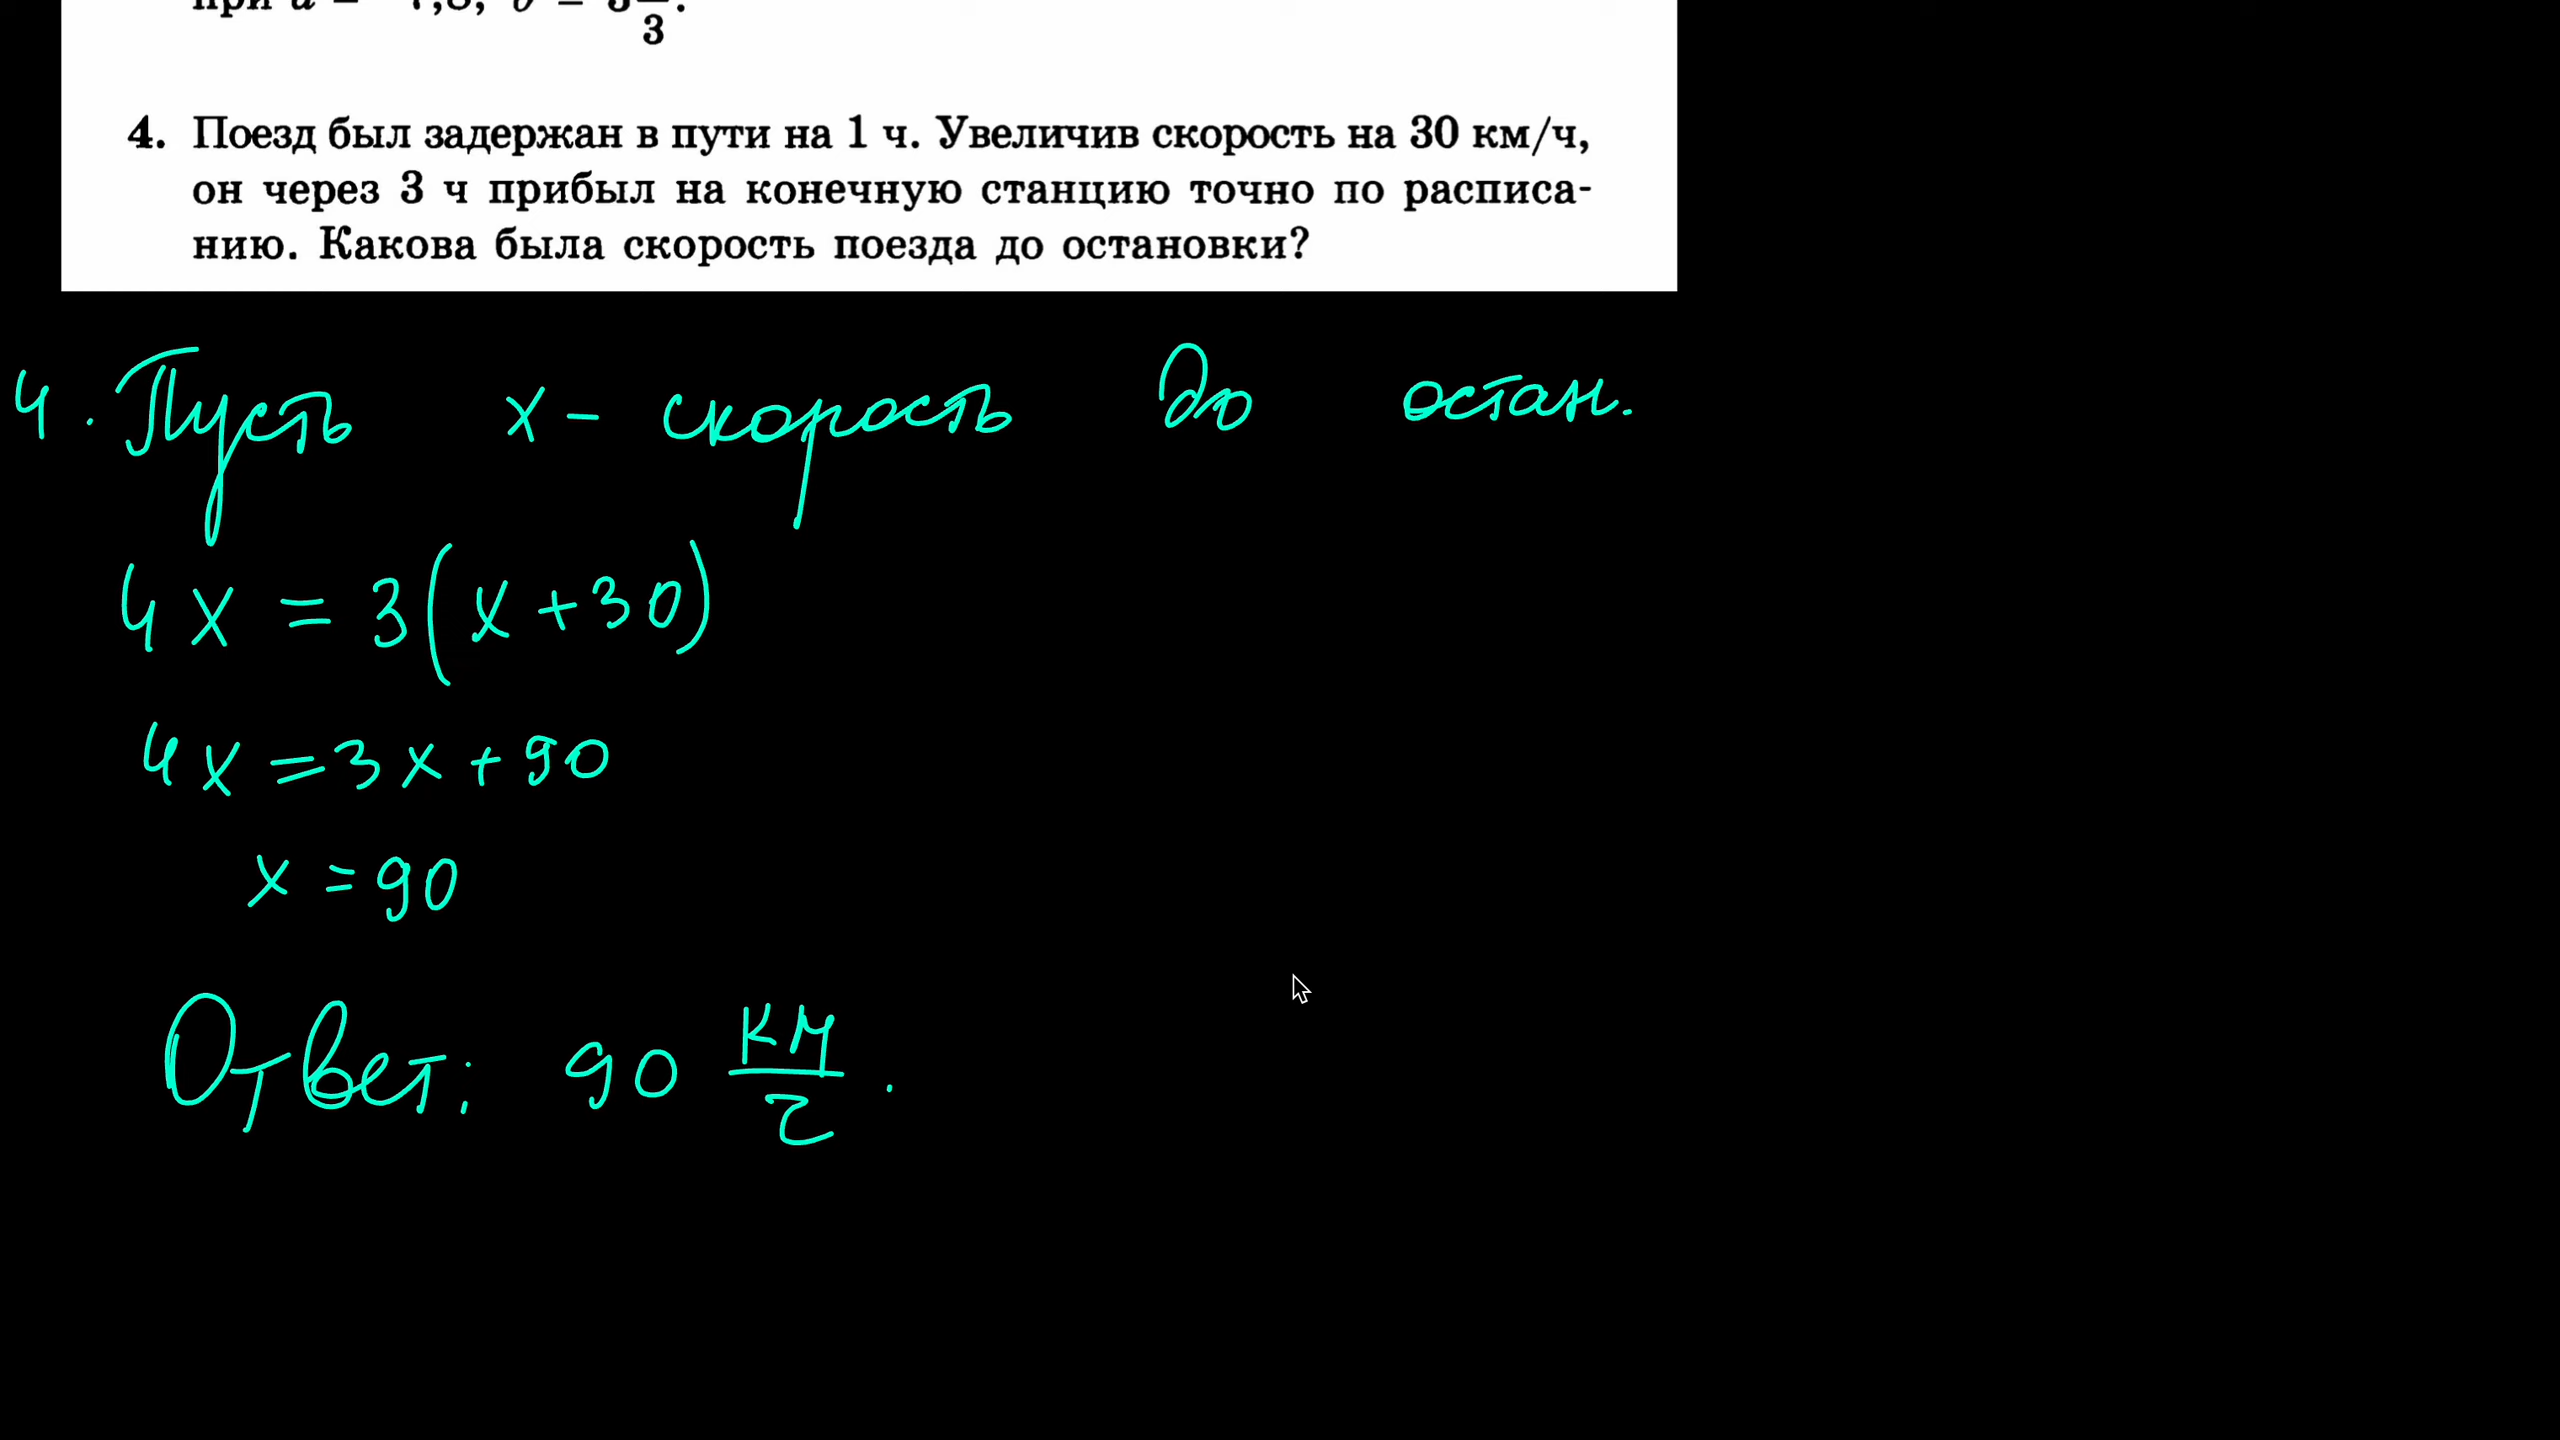 3
4. Поезд был задержан в пути на 1 ч. Увеличив скорость на 30 км/ч,
он через 3 ч прибыл на конечную станцию точно по расписа-
нию. Какова была скорость поезда до остановки?
4. Пусть x - скорость до остан.
4x = 3(x+30)
4x = 3x + 90
x = 90
Ответ: 90 км/ч.